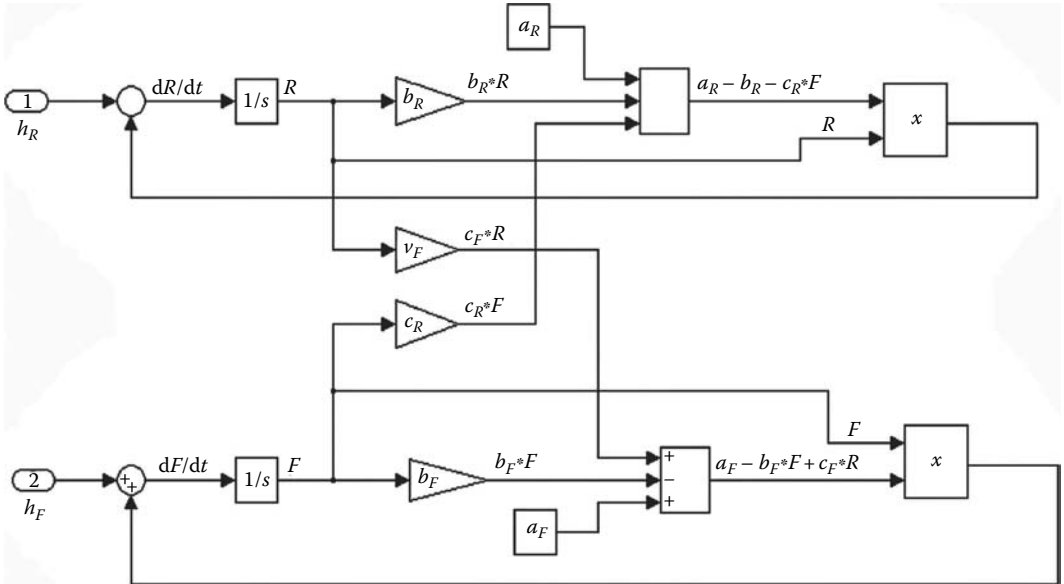 a_R
1
h_R
dR/dt
1/s
R
b_R
b_R*R
a_R − b_R − c_R*F
R
x
v_F
c_F*R
c_R
c_R*F
2
h_F
+
+
dF/dt
1/s
F
b_F
b_F*F
a_F
+
−
+
a_F − b_F*F + c_F*R
F
x